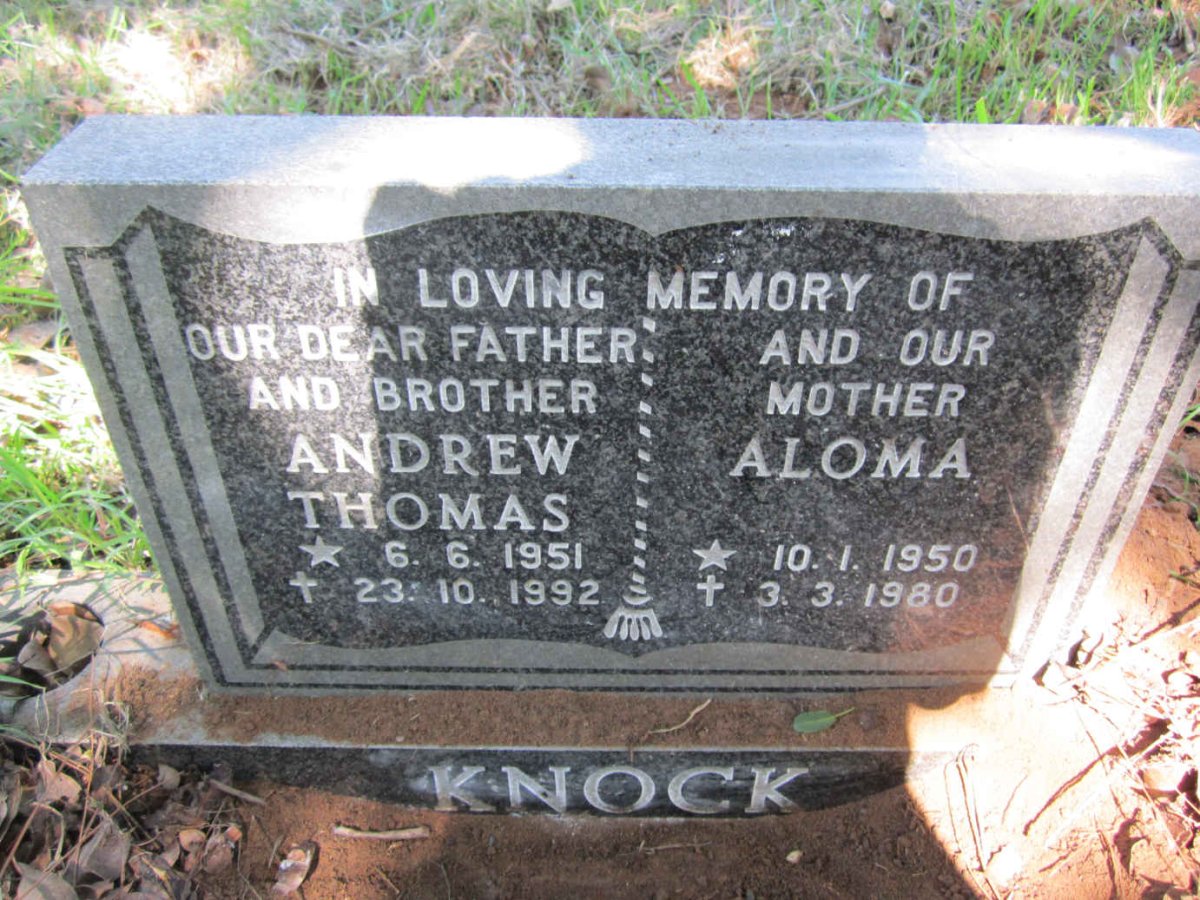 IN LOVING MEMORY OF
OUR DEAR FATHER
AND BROTHER
ANDREW
THOMAS
6. 6. 1951
23. 10. 1992
AND OUR
MOTHER
ALOMA
10. 1. 1950
3. 3. 1980
KNOCK